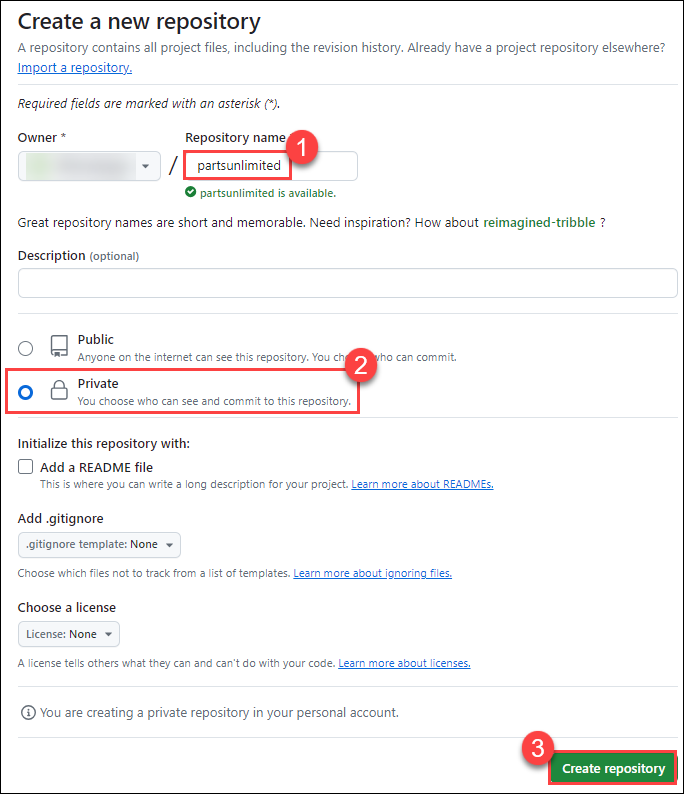 Create a new repository
A repository contains all project files, including the revision history. Already have a project repository elsewhere?
Import a repository.
Required fields are marked with an asterisk (*).
Owner * Repository name
/ partsunlimited 1
partsunlimited is available.
Great repository names are short and memorable. Need inspiration? How about reimagined-tribble ?
Description (optional)
Public
Anyone on the internet can see this repository. You who can commit.
2
Private
You choose who can see and commit to this repository.
Initialize this repository with:
Add a README file
This is where you can write a long description for your project. Learn more about READMEs.
Add .gitignore
.gitignore template: None
Choose which files not to track from a list of templates. Learn more about ignoring files.
Choose a license
License: None
A license tells others what they can and can't do with your code. Learn more about licenses.
You are creating a private repository in your personal account.
3
Create repository